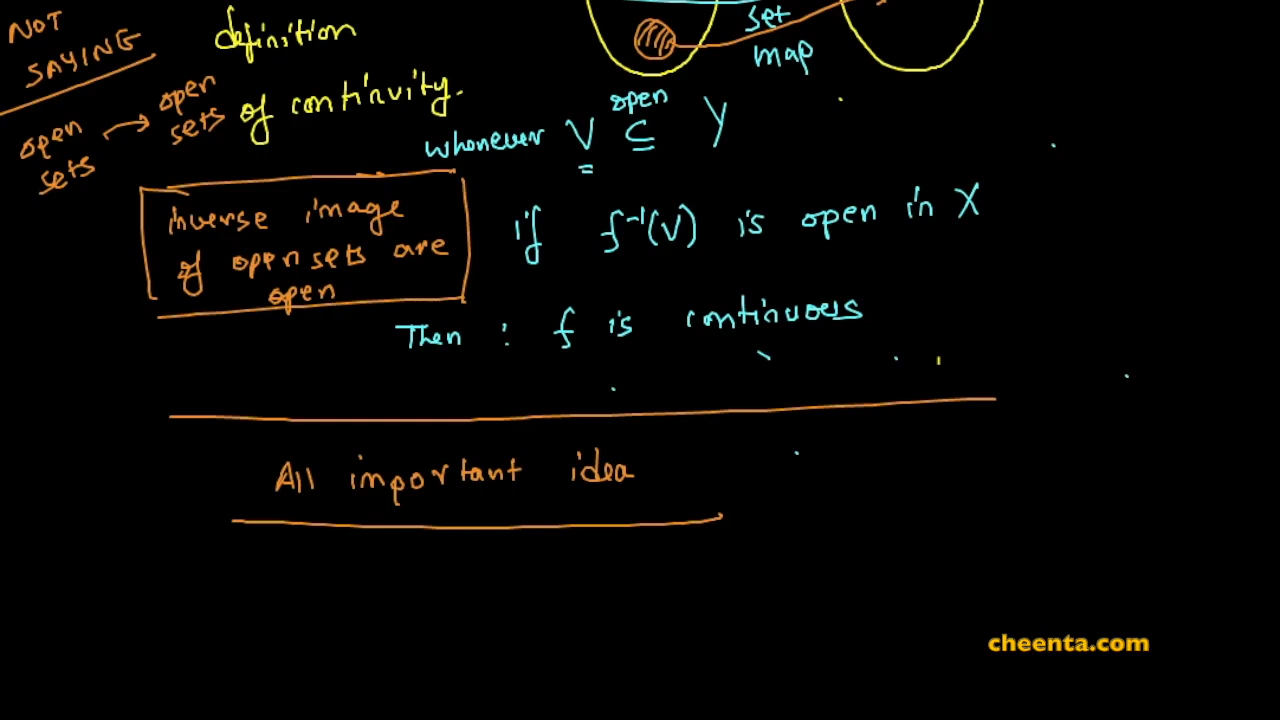 NOT
SAYING
open
sets → open
sets
definition
of continuity.
set
map
whenever V open ⊆ Y
inverse image
of open sets are
open
if f⁻¹(V) is open in X
Then : f is continuous
All important idea
cheenta.com